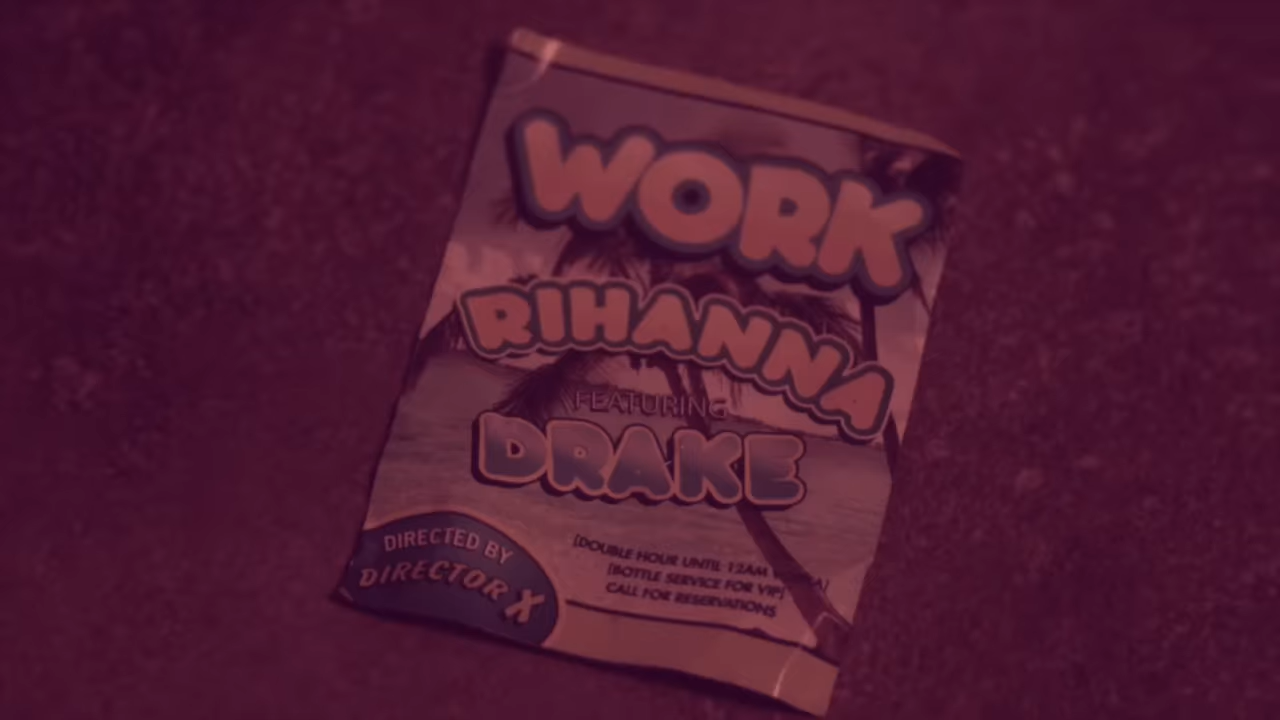 WORK
RIHANNA
FEATURING
DRAKE
DIRECTED BY
DIRECTOR X
[DOUBLE HOUR UNTIL 12AM
[BOTTLE SERVICE FOR VIP]
CALL FOR RESERVATIONS